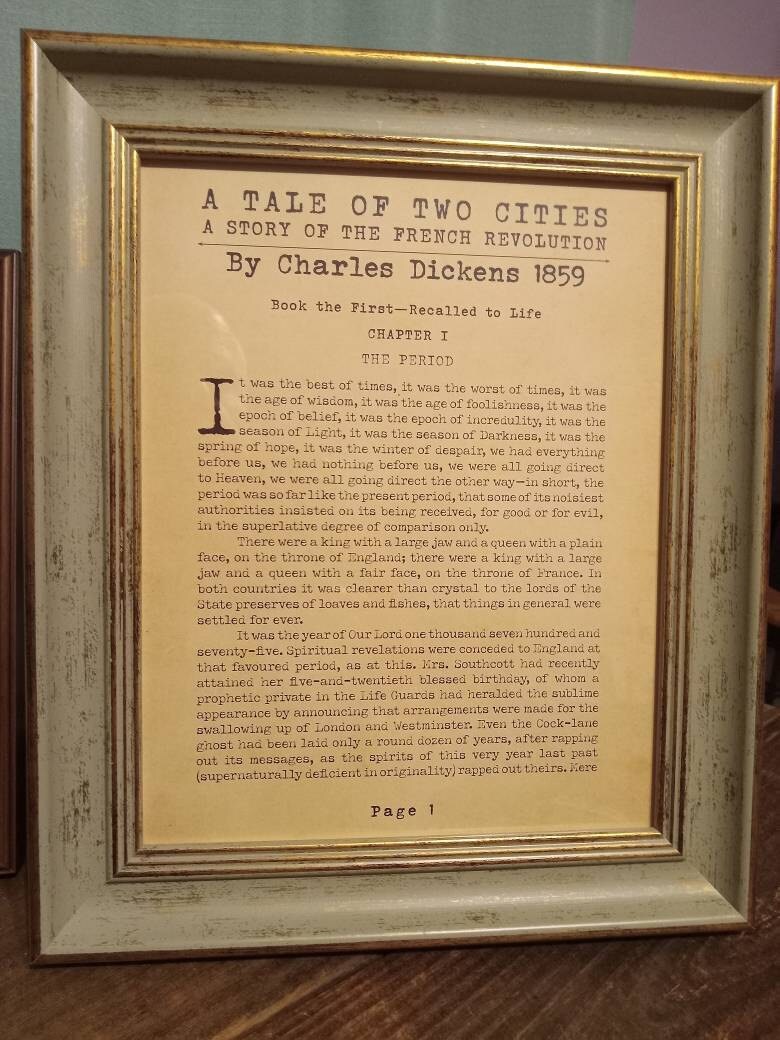 A TALE OF TWO CITIES
A STORY OF THE FRENCH REVOLUTION
By Charles Dickens 1859
Book the First—Recalled to Life
CHAPTER I
THE PERIOD
It was the best of times, it was the worst of times, it was
the age of wisdom, it was the age of foolishness, it was the
epoch of belief, it was the epoch of incredulity, it was the
season of Light, it was the season of Darkness, it was the
spring of hope, it was the winter of despair, we had everything
before us, we had nothing before us, we were all going direct
to Heaven, we were all going direct the other way—in short, the
period was so far like the present period, that some of its noisiest
authorities insisted on its being received, for good or for evil,
in the superlative degree of comparison only.
There were a king with a large jaw and a queen with a plain
face, on the throne of England; there were a king with a large
jaw and a queen with a fair face, on the throne of France. In
both countries it was clearer than crystal to the lords of the
State preserves of loaves and fishes, that things in general were
settled for ever.
It was the year of Our Lord one thousand seven hundred and
seventy-five. Spiritual revelations were conceded to England at
that favoured period, as at this. Mrs. Southcott had recently
attained her five-and-twentieth blessed birthday, of whom a
prophetic private in the Life Guards had heralded the sublime
appearance by announcing that arrangements were made for the
swallowing up of London and Westminster. Even the Cock-lane
ghost had been laid only a round dozen of years, after rapping
out its messages, as the spirits of this very year last past
(supernaturally deficient in originality) rapped out theirs. Mere
Page 1